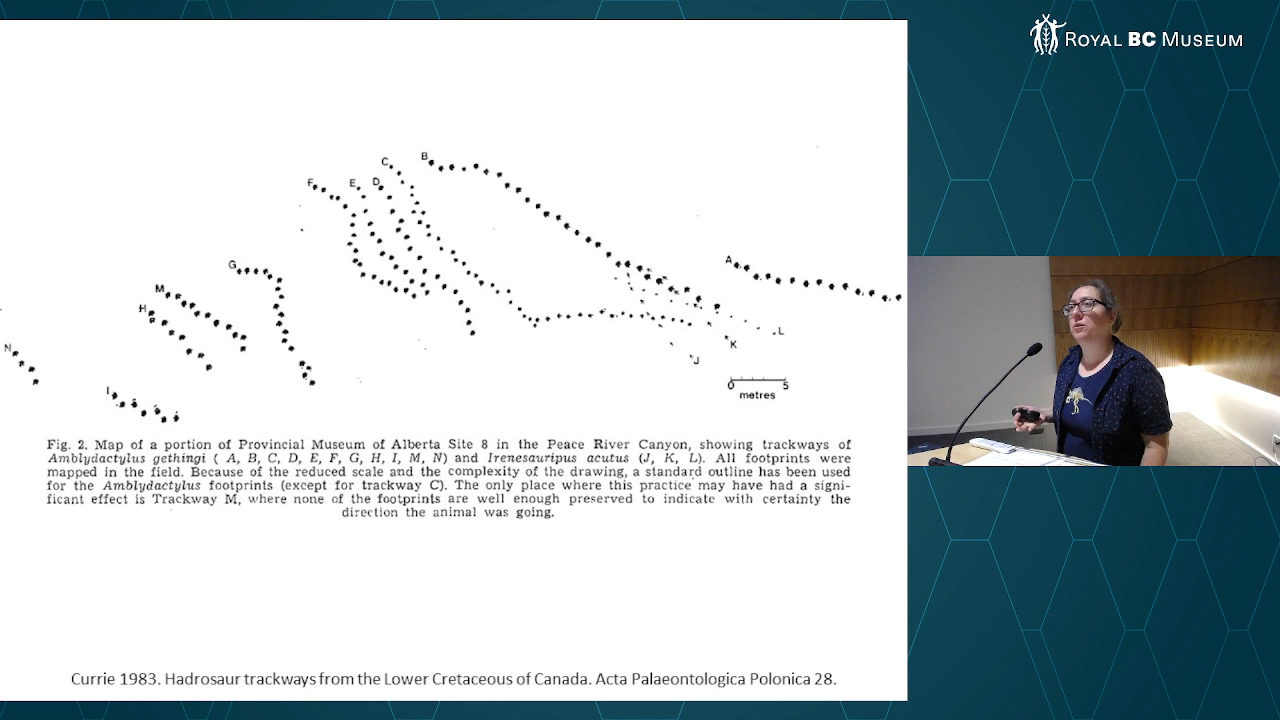 ROYAL BC MUSEUM
C
B
F
E
D
A
G
M
H
N
I
L
K
J
0
5
metres
Fig. 2. Map of a portion of Provincial Museum of Alberta Site 8 in the Peace River Canyon, showing trackways of
Amblydactylus gethingi ( A, B, C, D, E, F, G, H, I, M, N) and Irenesauripus acutus (J, K, L). All footprints were
mapped in the field. Because of the reduced scale and the complexity of the drawing, a standard outline has been used
for the Amblydactylus footprints (except for trackway C). The only place where this practice may have had a signi-
ficant effect is Trackway M, where none of the footprints are well enough preserved to indicate with certainty the
direction the animal was going.
Currie 1983. Hadrosaur trackways from the Lower Cretaceous of Canada. Acta Palaeontologica Polonica 28.